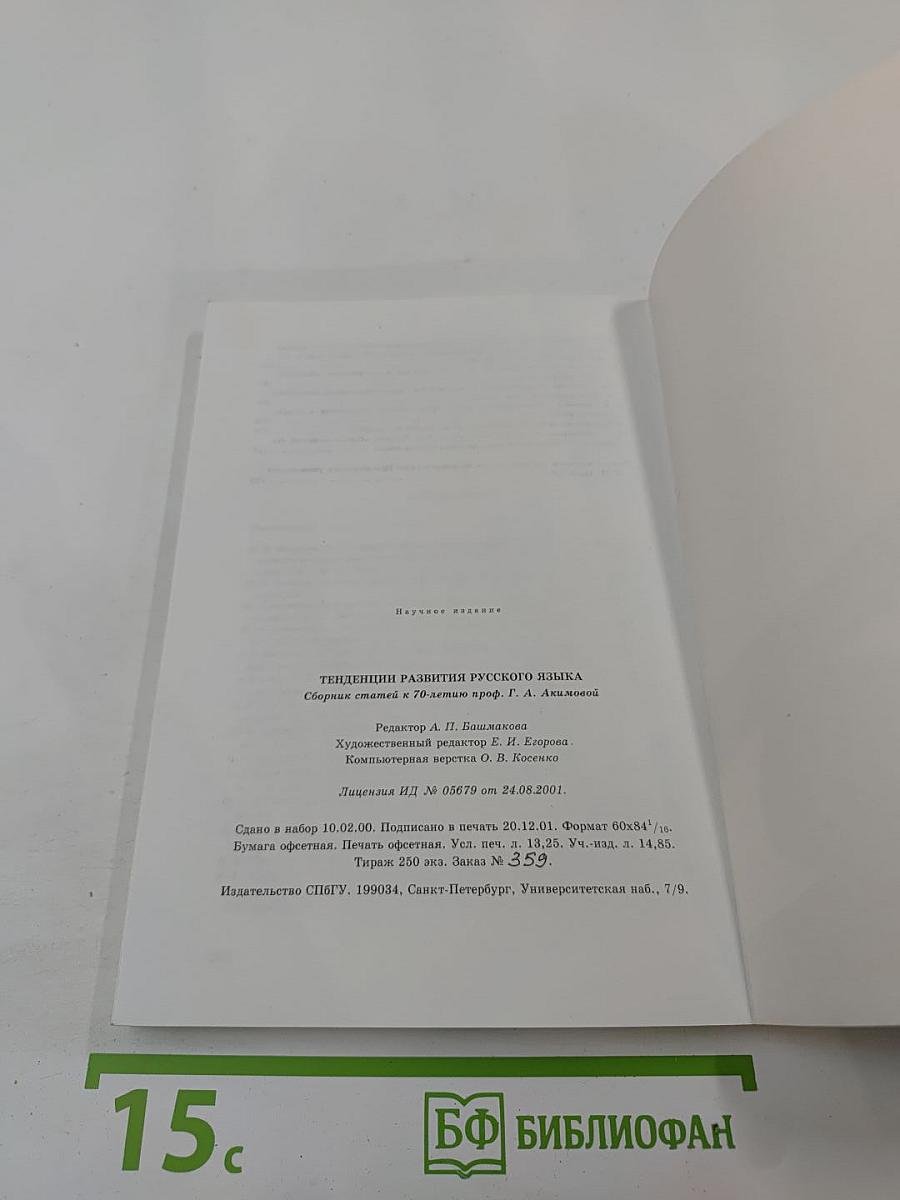 Научное издание
ТЕНДЕНЦИИ РАЗВИТИЯ РУССКОГО ЯЗЫКА
Сборник статей к 70-летию проф. Г. А. Акимовой
Редактор А. П. Башмакова
Художественный редактор Е. И. Егорова.
Компьютерная верстка О. В. Косенко
Лицензия ИД № 05679 от 24.08.2001.
Сдано в набор 10.02.00. Подписано в печать 20.12.01. Формат 60x84¹/₁₆.
Бумага офсетная. Печать офсетная. Усл. печ. л. 13,25. Уч.-изд. л. 14,85.
Тираж 250 экз. Заказ № 359.
Издательство СПбГУ. 199034, Санкт-Петербург, Университетская наб., 7/9.
15 с
БФ БИБЛИОФАН